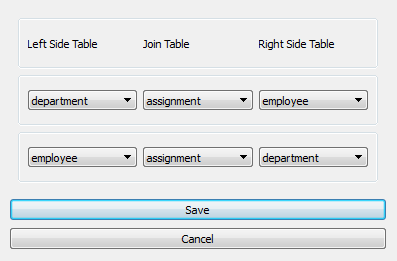 Left Side Table Join Table Right Side Table
department assignment employee
employee assignment department
Save
Cancel